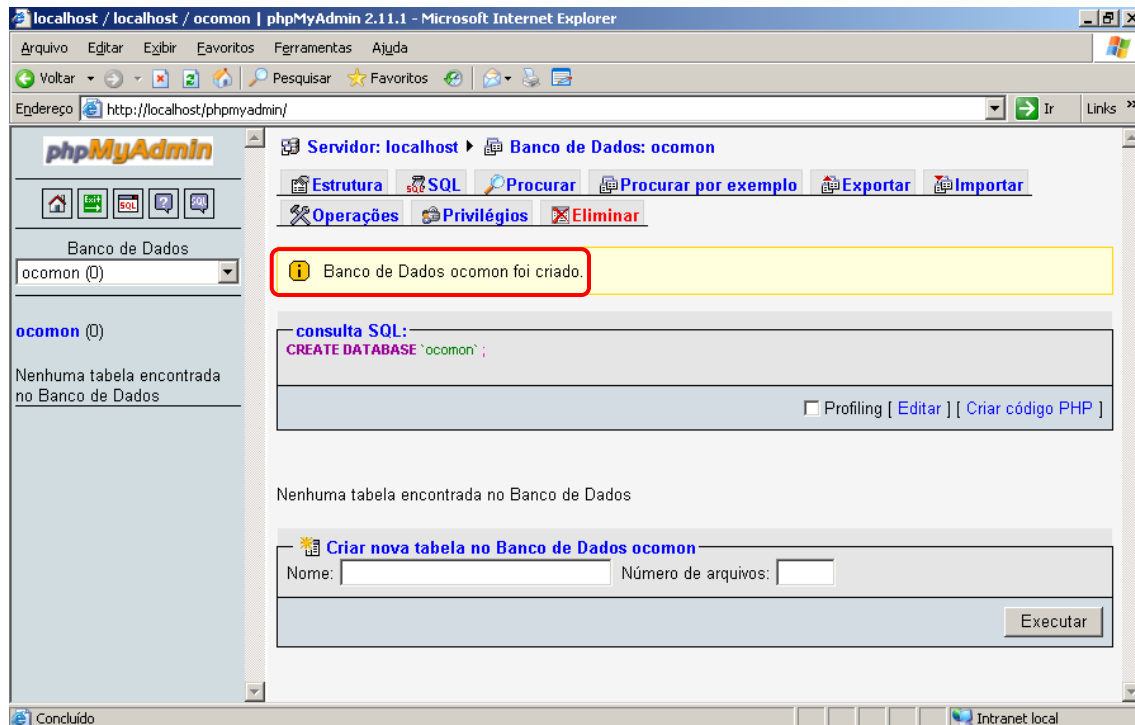 localhost / localhost / ocomon | phpMyAdmin 2.11.1 - Microsoft Internet Explorer
Arquivo Editar Exibir Favoritos Ferramentas Ajuda
Voltar Pesquisar Favoritos
Endereço http://localhost/phpmyadmin/ Ir Links »
phpMyAdmin
Exit
SQL
SQL
Banco de Dados
ocomon (0)
ocomon (0)
Nenhuma tabela encontrada
no Banco de Dados
Servidor: localhost Banco de Dados: ocomon
Estrutura SQL Procurar Procurar por exemplo Exportar Importar
Operações Privilégios Eliminar
Banco de Dados ocomon foi criado.
consulta SQL:
CREATE DATABASE `ocomon` ;
Profiling [ Editar ] [ Criar código PHP ]
Nenhuma tabela encontrada no Banco de Dados
Criar nova tabela no Banco de Dados ocomon
Nome: Número de arquivos:
Executar
Concluído Intranet local